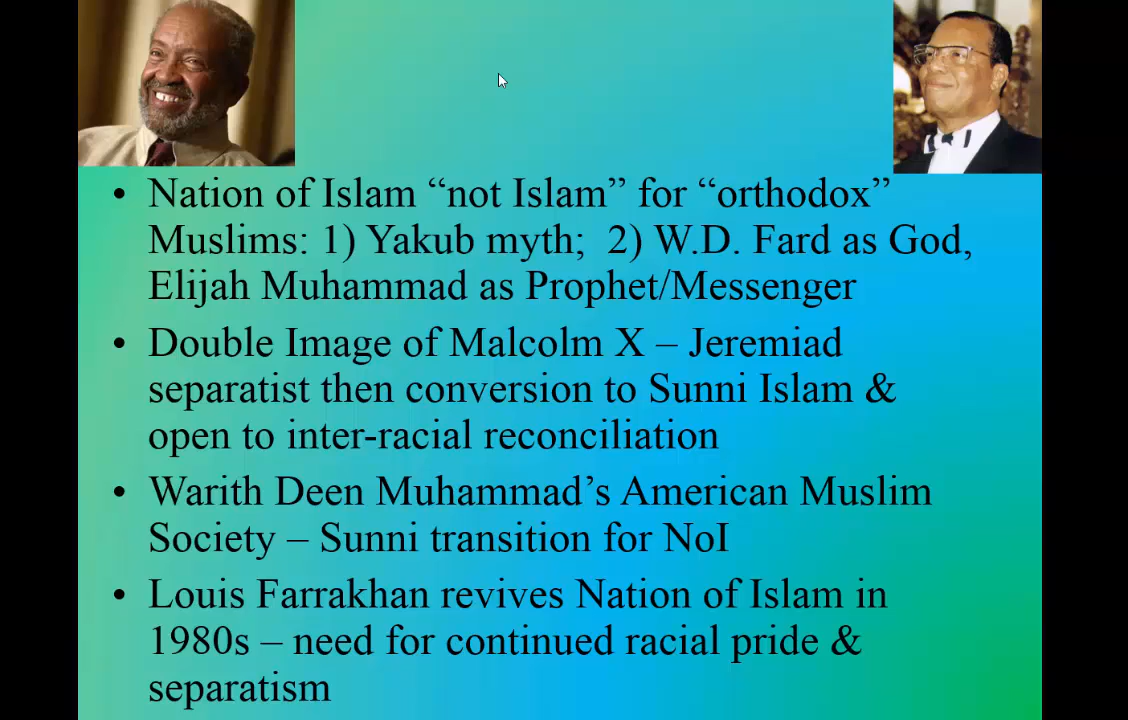 • Nation of Islam “not Islam” for “orthodox”
Muslims: 1) Yakub myth; 2) W.D. Fard as God,
Elijah Muhammad as Prophet/Messenger
• Double Image of Malcolm X – Jeremiad
separatist then conversion to Sunni Islam &
open to inter-racial reconciliation
• Warith Deen Muhammad’s American Muslim
Society – Sunni transition for NoI
• Louis Farrakhan revives Nation of Islam in
1980s – need for continued racial pride &
separatism